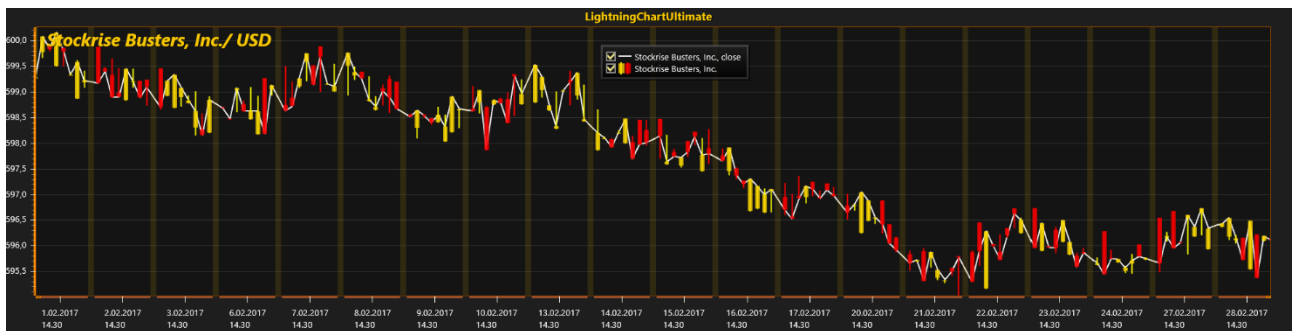 LightningChartUltimate
Stockrise Busters, Inc./ USD
Stockrise Busters, Inc., close
Stockrise Busters, Inc.
600,0
599,5
599,0
598,5
598,0
597,5
597,0
596,5
596,0
595,5
1.02.2017 2.02.2017 3.02.2017 6.02.2017 7.02.2017 8.02.2017 9.02.2017 10.02.2017 13.02.2017 14.02.2017 15.02.2017 16.02.2017 17.02.2017 20.02.2017 21.02.2017 22.02.2017 23.02.2017 24.02.2017 27.02.2017 28.02.2017
14.30 14.30 14.30 14.30 14.30 14.30 14.30 14.30 14.30 14.30 14.30 14.30 14.30 14.30 14.30 14.30 14.30 14.30 14.30 14.30